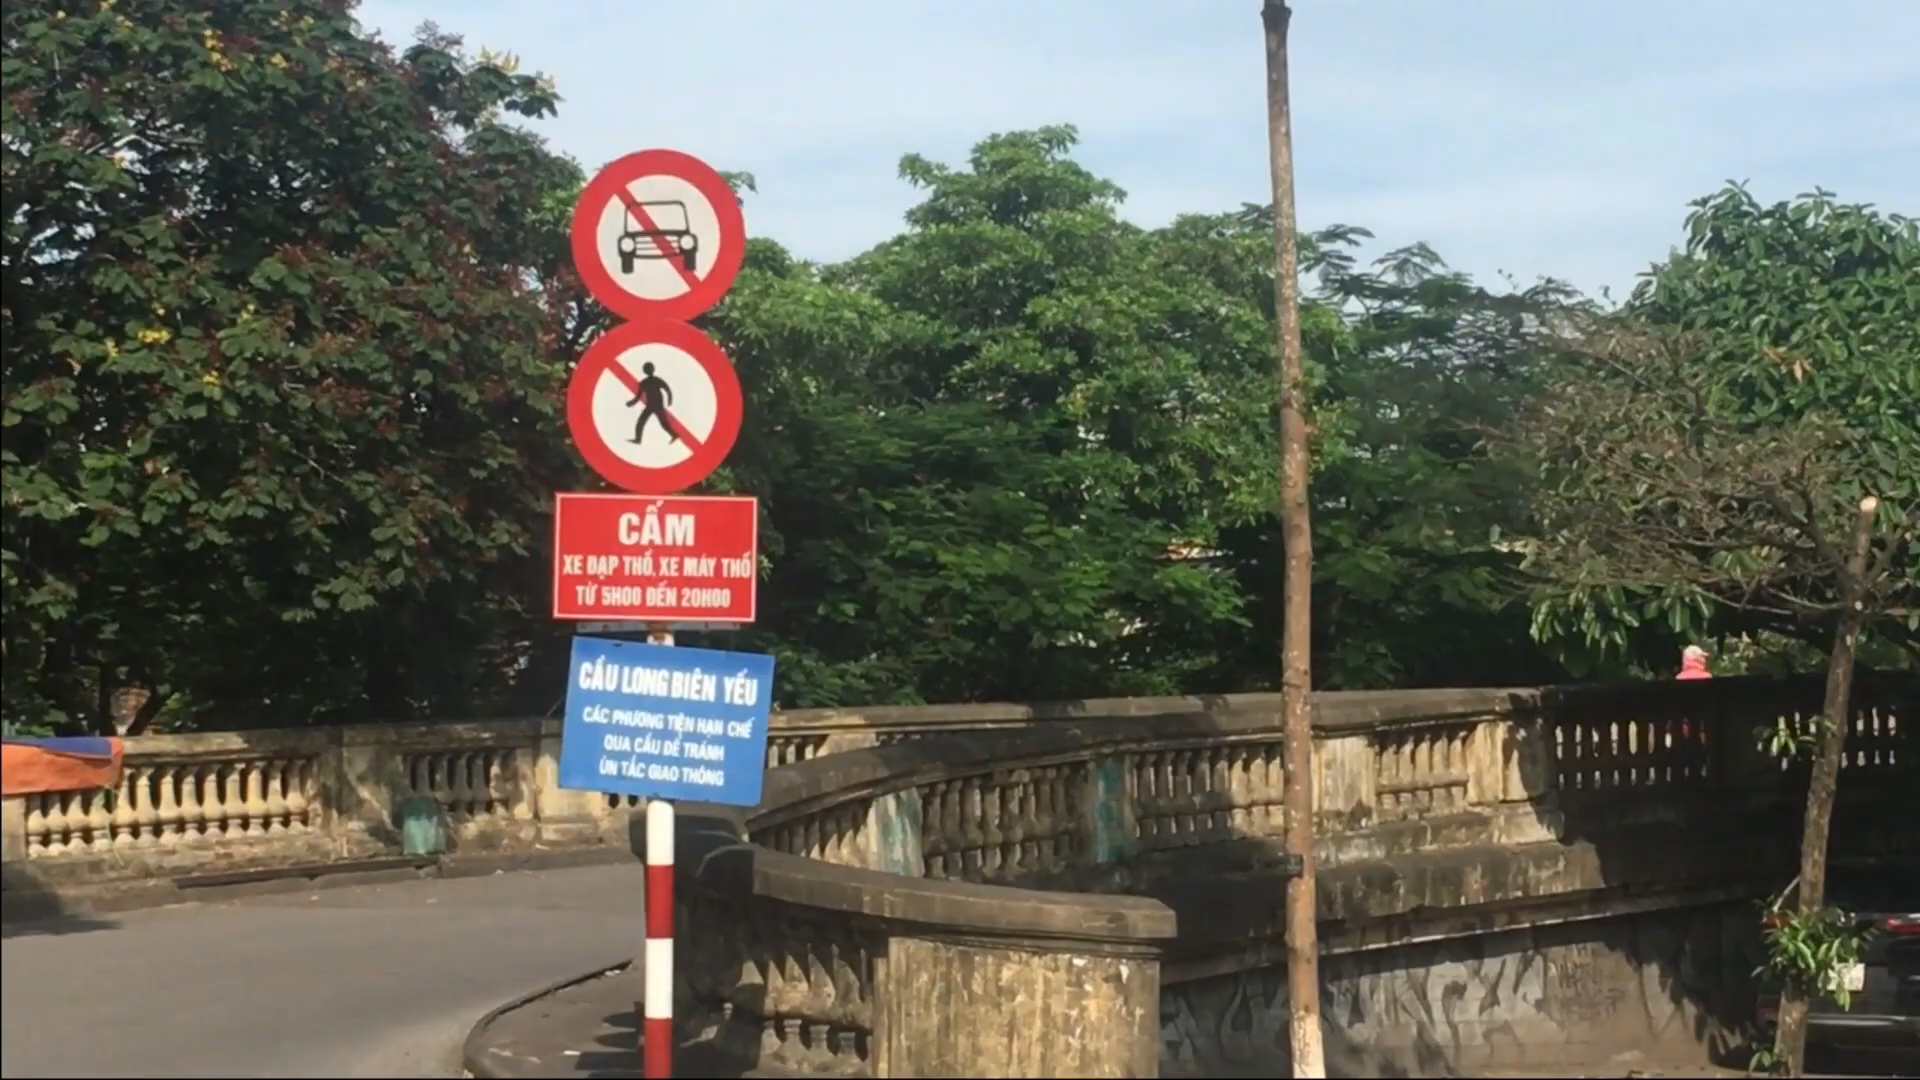 CẤM
XE ĐẠP THỒ, XE MÁY THỒ
TỪ 5H00 ĐẾN 20H00
CẦU LONG BIÊN YẾU
CÁC PHƯƠNG TIỆN HẠN CHẾ
QUA CẦU ĐỂ TRÁNH
ÙN TẮC GIAO THÔNG